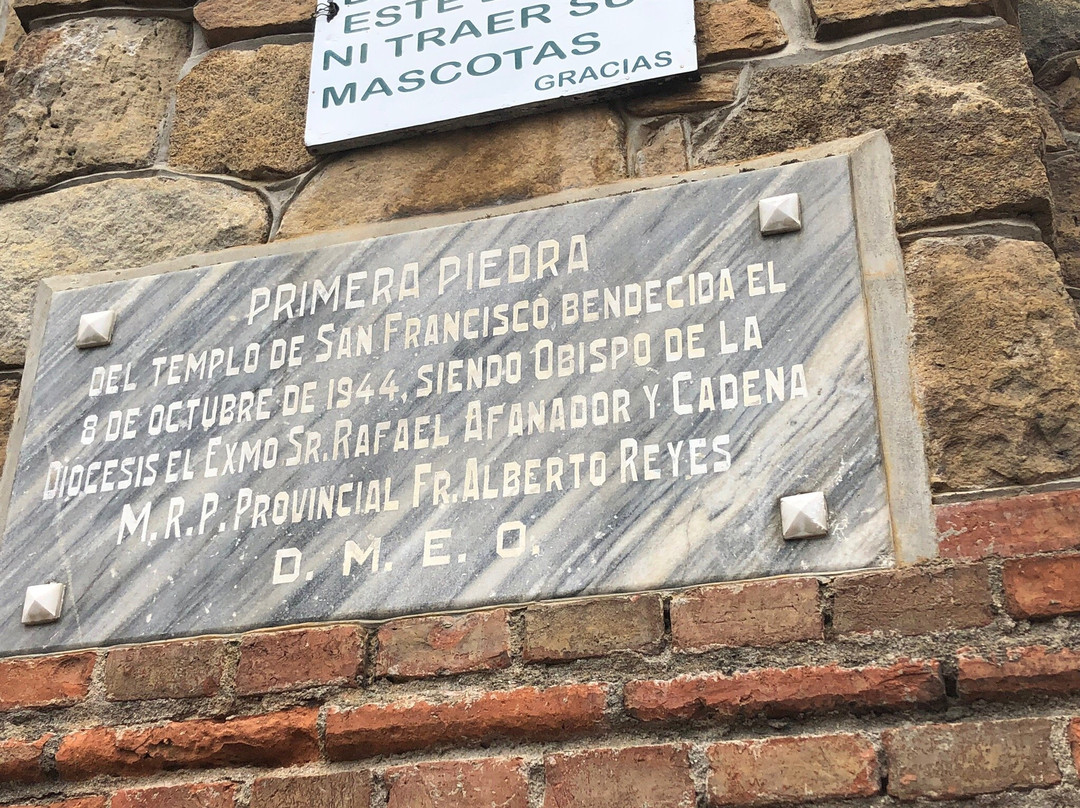 ESTE
NI TRAER SU
MASCOTAS
GRACIAS
PRIMERA PIEDRA
DEL TEMPLO DE SAN FRANCISCO BENDECIDA EL
8 DE OCTUBRE DE 1944, SIENDO OBISPO DE LA
DIOCESIS EL EXMO SR. RAFAEL AFANADOR Y CADENA
M.R.P. PROVINCIAL FR. ALBERTO REYES
D. M. E. O.